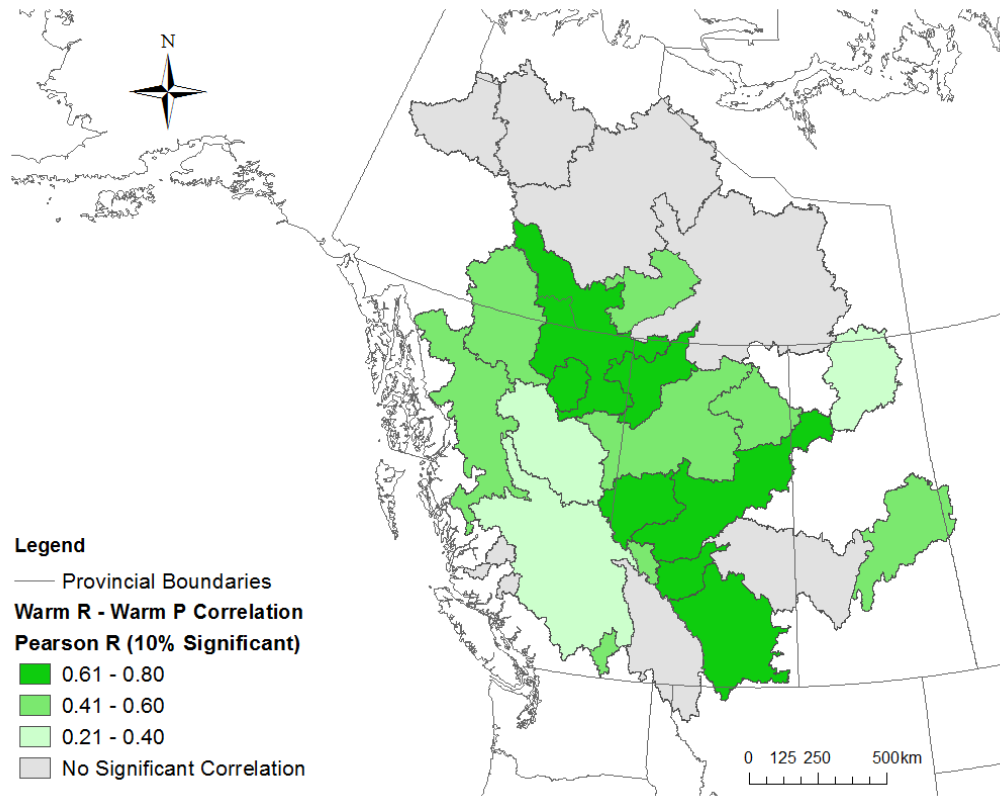 N
Legend
Provincial Boundaries
Warm R - Warm P Correlation
Pearson R (10% Significant)
0.61 - 0.80
0.41 - 0.60
0.21 - 0.40
No Significant Correlation
0 125 250 500km